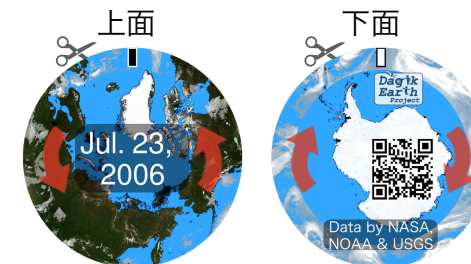 上面
下面
Jul. 23,
2006
Dagik
Earth
Project
Data by NASA,
NOAA & USGS